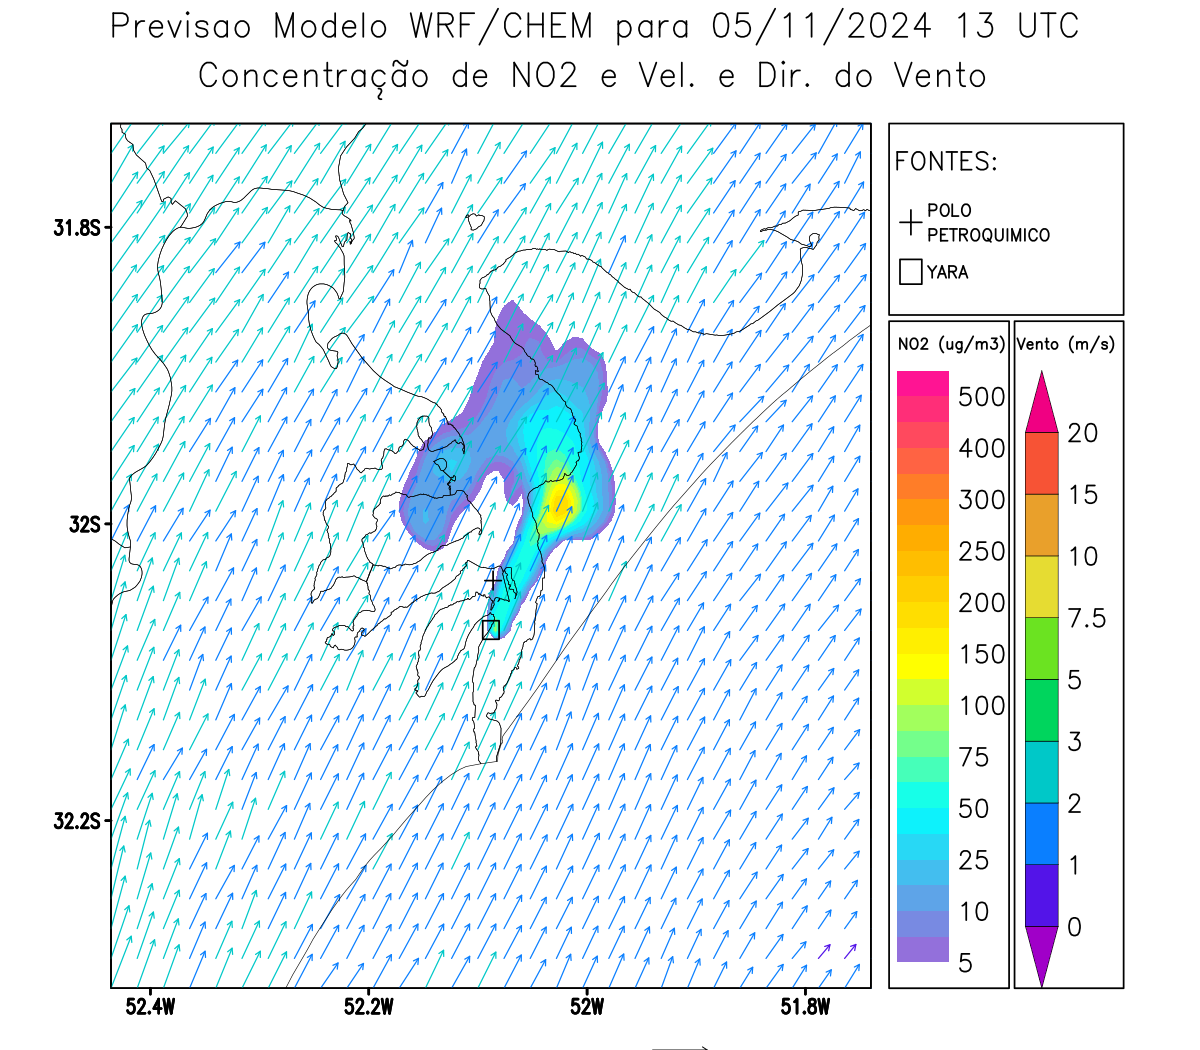 Previsao Modelo WRF/CHEM para 05/11/2024 13 UTC
Concentração de NO2 e Vel. e Dir. do Vento
FONTES:
POLO
PETROQUIMICO
YARA
31.8S
32S
32.2S
52.4W
52.2W
52W
51.8W
NO2 (ug/m3)
500
400
300
250
200
150
100
75
50
25
10
5
Vento (m/s)
20
15
10
7.5
5
3
2
1
0